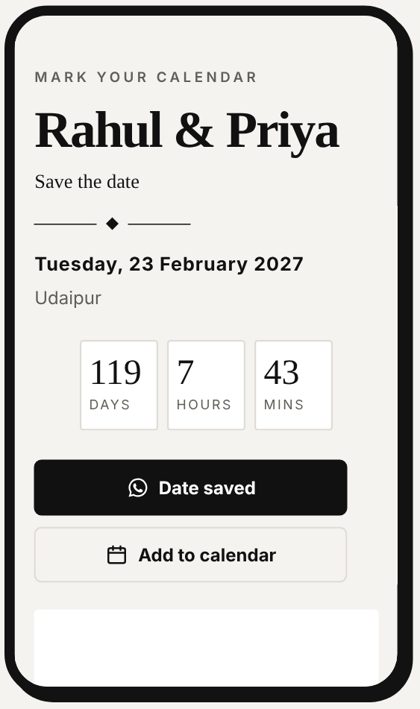 MARK YOUR CALENDAR
Rahul & Priya
Save the date
Tuesday, 23 February 2027
Udaipur
119 7 43
DAYS HOURS MINS
Date saved
Add to calendar